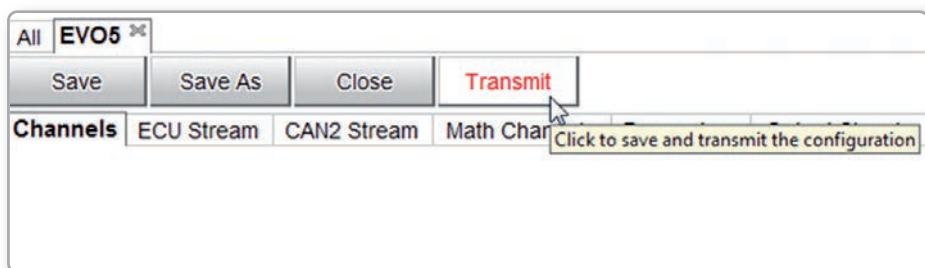 All EVO5
Save Save As Close Transmit
Channels ECU Stream CAN2 Stream Math
Click to save and transmit the configuration